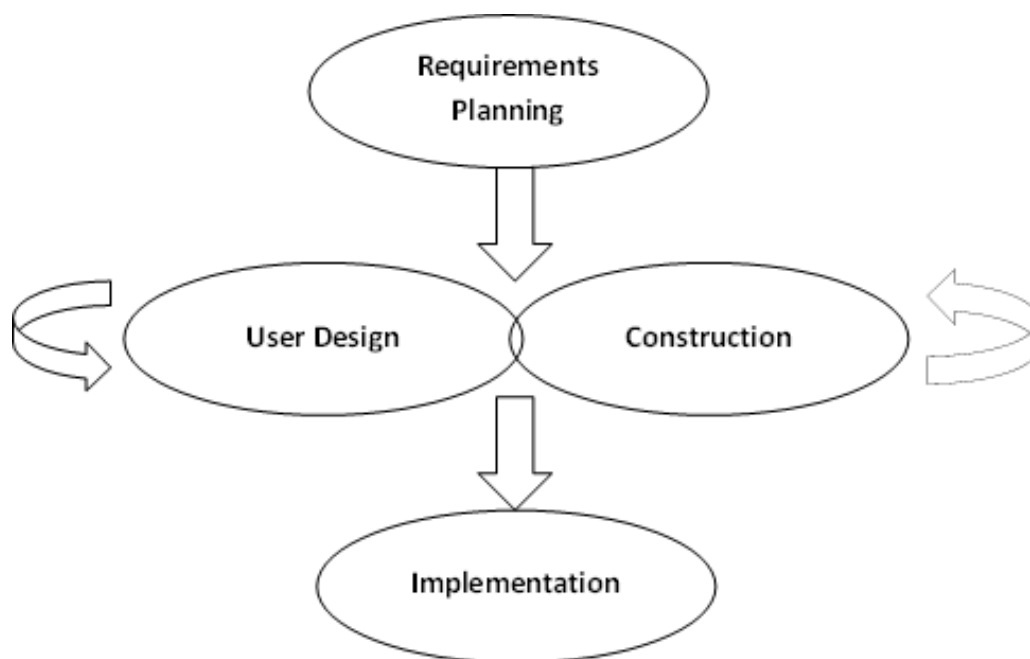 Requirements
Planning
User Design
Construction
Implementation